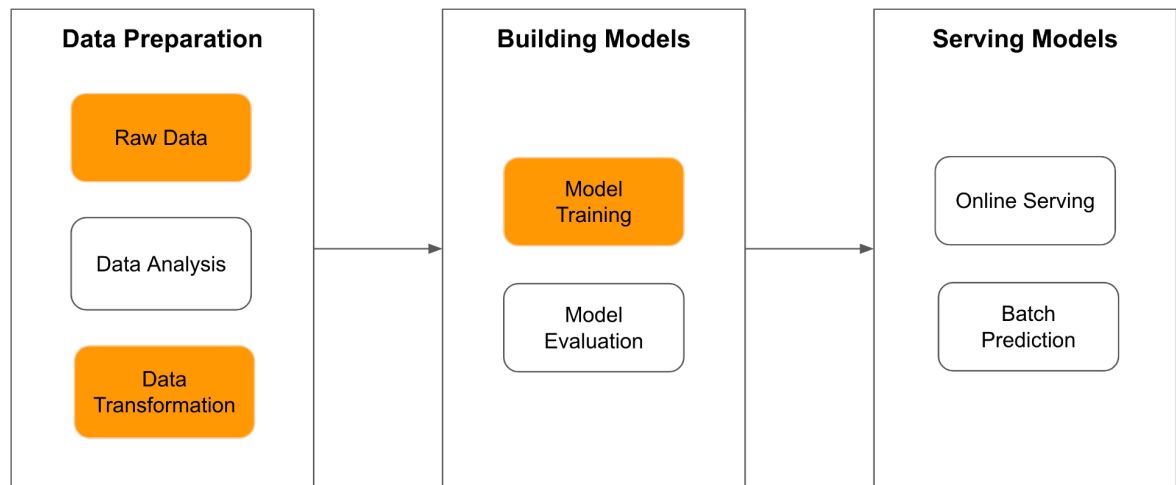 Data Preparation
Raw Data
Data Analysis
Data
Transformation
Building Models
Model
Training
Model
Evaluation
Serving Models
Online Serving
Batch
Prediction